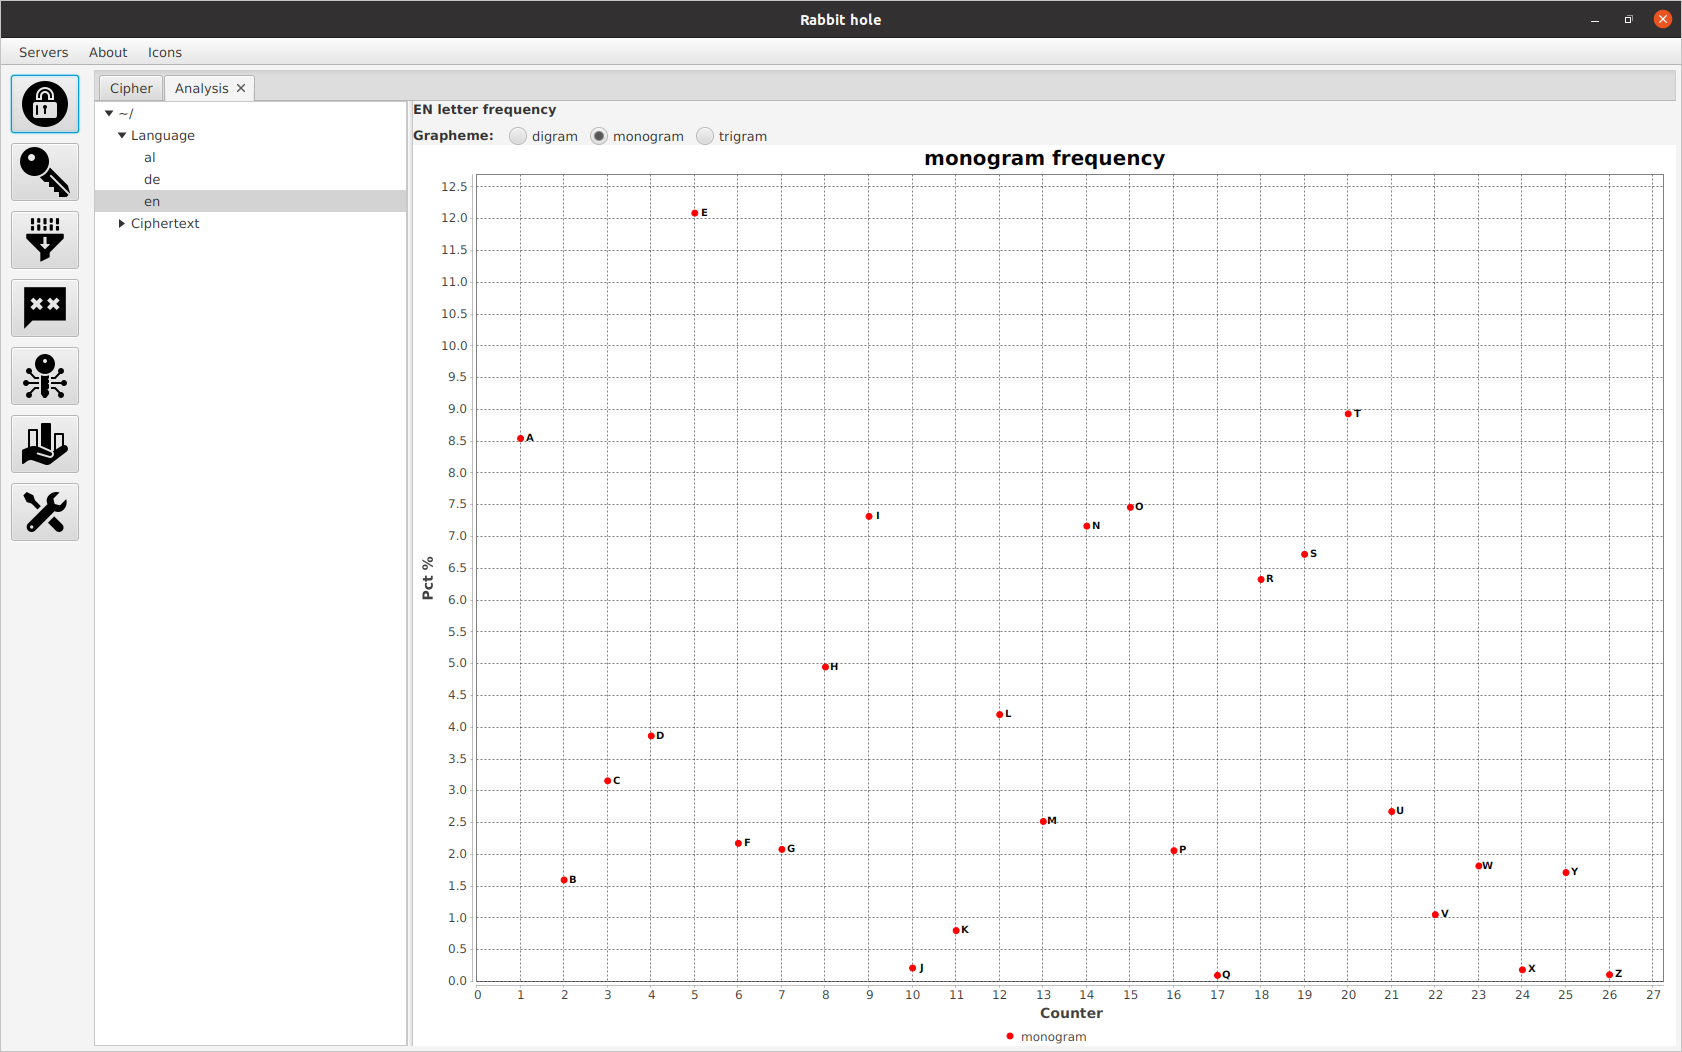 Rabbit hole
Servers About Icons
Cipher Analysis
~/
Language
al
de
en
Ciphertext
EN letter frequency
Grapheme: digram monogram trigram
monogram frequency
12.5
12.0
11.5
11.0
10.5
10.0
9.5
9.0
8.5
8.0
7.5
7.0
6.5
6.0
5.5
5.0
4.5
4.0
3.5
3.0
2.5
2.0
1.5
1.0
0.5
0.0
Pct %
E
T
A
O
I
N
S
R
H
L
D
C
U
M
F
G
P
W
Y
B
V
K
J
X
Z
Q
0 1 2 3 4 5 6 7 8 9 10 11 12 13 14 15 16 17 18 19 20 21 22 23 24 25 26 27
Counter
monogram